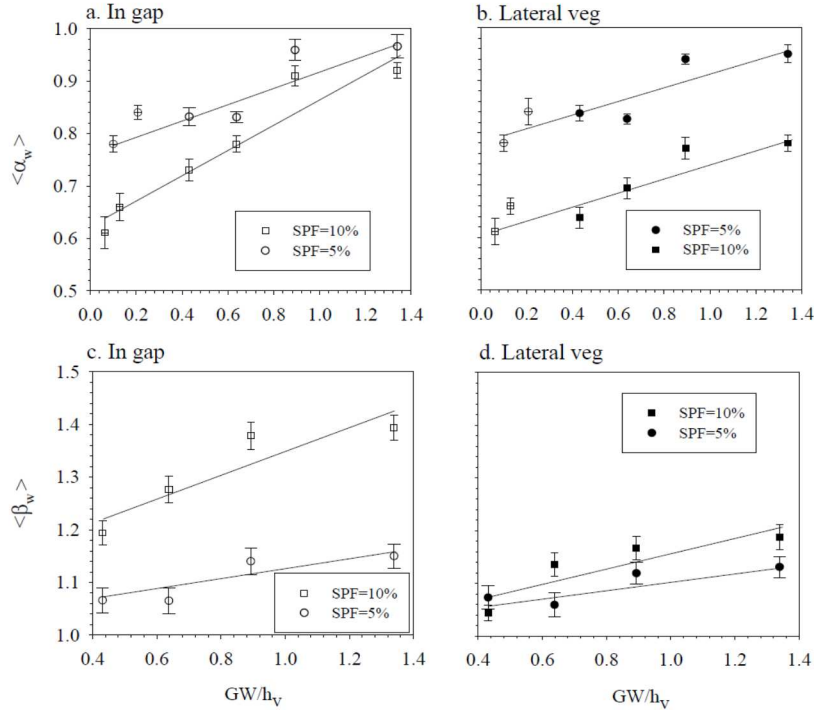 a. In gap
b. Lateral veg
1.0
0.9
0.8
0.7
0.6
0.5
<α_w>
SPF=10%
SPF=5%
SPF=5%
SPF=10%
0.0 0.2 0.4 0.6 0.8 1.0 1.2 1.4
0.0 0.2 0.4 0.6 0.8 1.0 1.2 1.4
c. In gap
d. Lateral veg
1.5
1.4
1.3
1.2
1.1
1.0
<β_w>
SPF=10%
SPF=5%
SPF=10%
SPF=5%
0.4 0.6 0.8 1.0 1.2 1.4
0.4 0.6 0.8 1.0 1.2 1.4
GW/h_V
GW/h_V